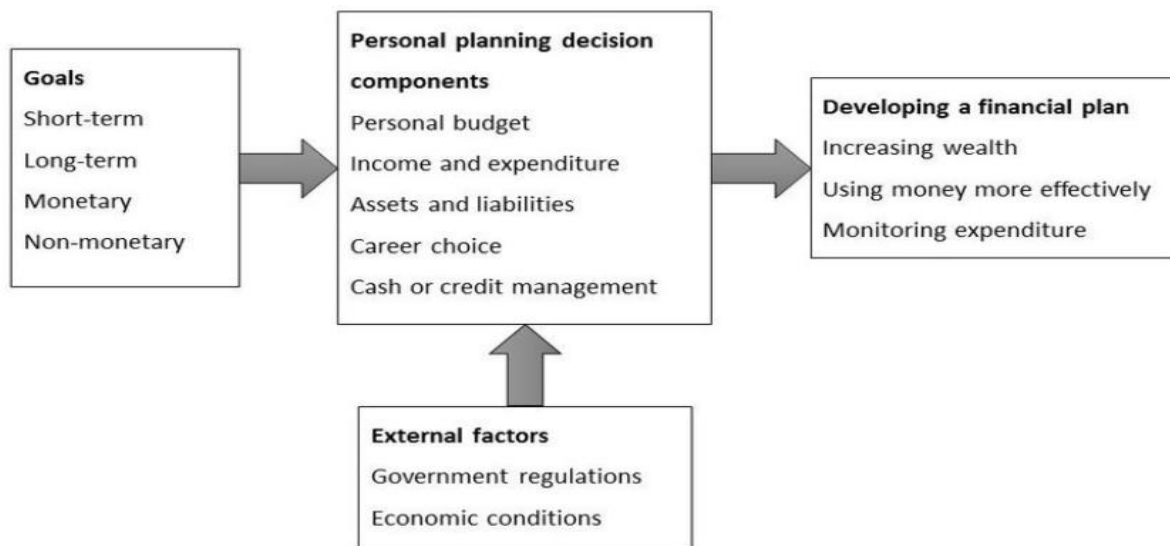 Goals
Short-term
Long-term
Monetary
Non-monetary
Personal planning decision
components
Personal budget
Income and expenditure
Assets and liabilities
Career choice
Cash or credit management
Developing a financial plan
Increasing wealth
Using money more effectively
Monitoring expenditure
External factors
Government regulations
Economic conditions